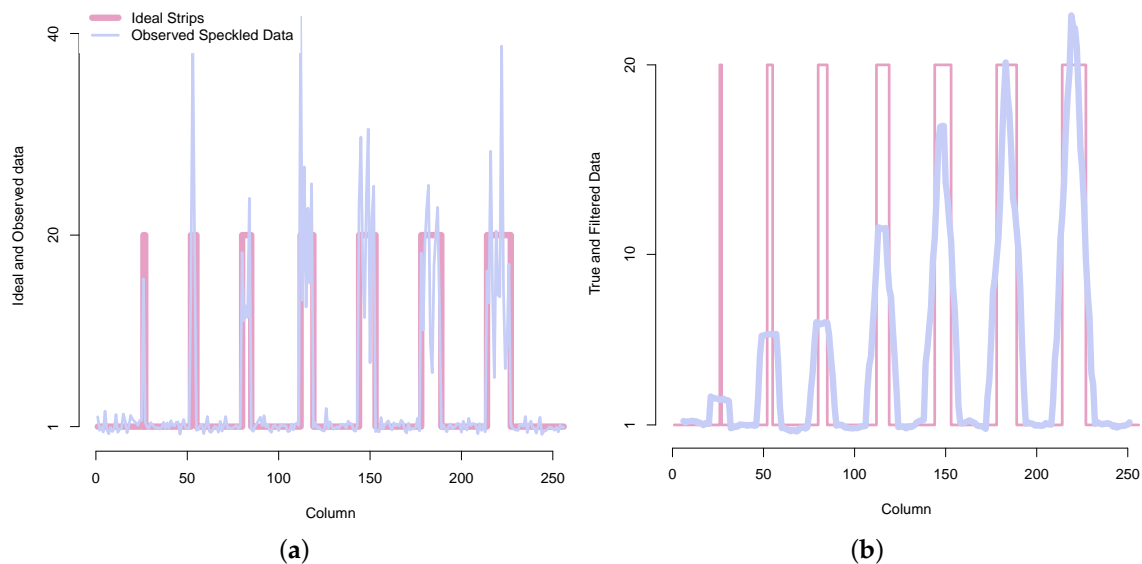 Ideal Strips
Observed Speckled Data
Ideal and Observed data
40
20
1
0
50
100
150
200
250
Column
(a)
True and Filtered Data
20
10
1
0
50
100
150
200
250
Column
(b)